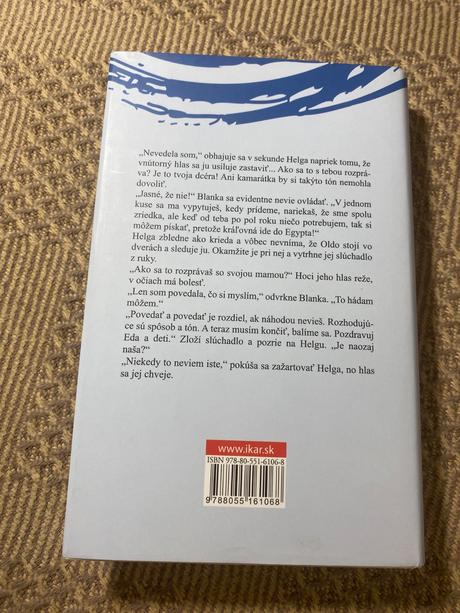 „Nevedela som,“ obhajuje sa v sekunde Helga napriek tomu, že
vnútorný hlas sa ju usiluje zastaviť... Ako sa to s tebou rozprá-
va? Je to tvoja dcéra! Ani kamarátka by si takýto tón nemohla
dovoliť.
„Jasné, že nie!“ Blanka sa evidentne nevie ovládať. „V jednom
kuse sa ma vypytuješ, kedy prídeme, nariekaš, že sme spolu
zriedka, ale keď od teba po pol roku niečo potrebujem, tak si
môžem pískať, pretože kráľovná ide do Egypta!“
Helga zbledne ako krieda a vôbec nevníma, že Oldo stojí vo
dverách a sleduje ju. Okamžite je pri nej a vytrhne jej slúchadlo
z ruky.
„Ako sa to rozprávaš so svojou mamou?“ Hoci jeho hlas reže,
v očiach má bolesť.
„Len som povedala, čo si myslím,“ odvrkne Blanka. „To hádam
môžem.“
„Povedať a povedať je rozdiel, ak náhodou nevieš. Rozhodujú-
ce sú spôsob a tón. A teraz musím končiť, balíme sa. Pozdravuj
Eda a deti.“ Zloží slúchadlo a pozrie na Helgu. „Je naozaj
naša?“
„Niekedy to neviem iste,“ pokúša sa zažartovať Helga, no hlas
sa jej chveje.
www.ikar.sk
ISBN 978-80-551-6106-8
9788055161068